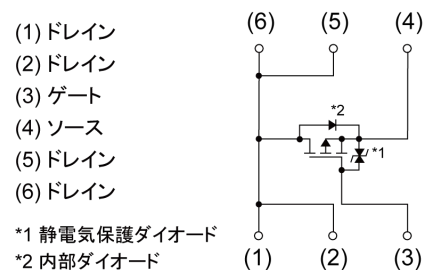 (1) ドレイン
(2) ドレイン
(3) ゲート
(4) ソース
(5) ドレイン
(6) ドレイン
*1 静電気保護ダイオード
*2 内部ダイオード
(6) (5) (4)
*2
*1
(1) (2) (3)